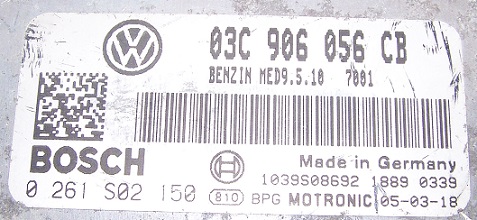 03C 906 056 CB
BENZIN MED9.5.10 7001
BOSCH
Made in Germany
1039S08692 1889 0339
0 261 S02 150 810 BPG MOTRONIC 05-03-18